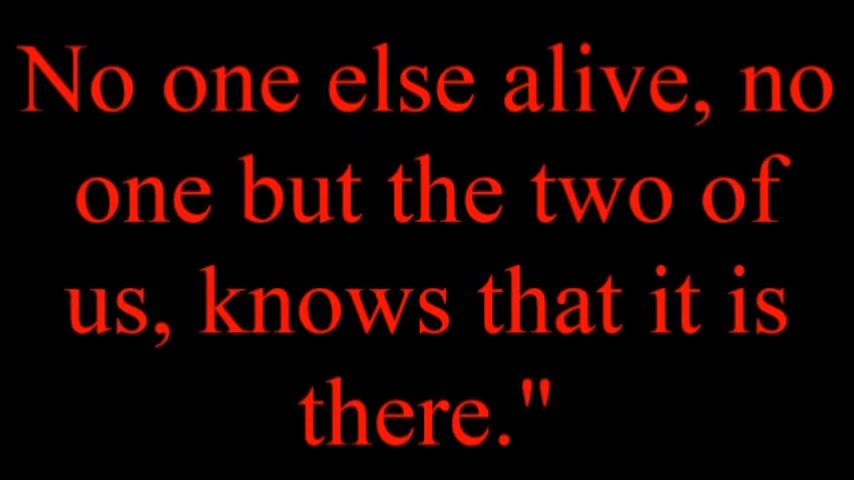 No one else alive, no
one but the two of
us, knows that it is
there."